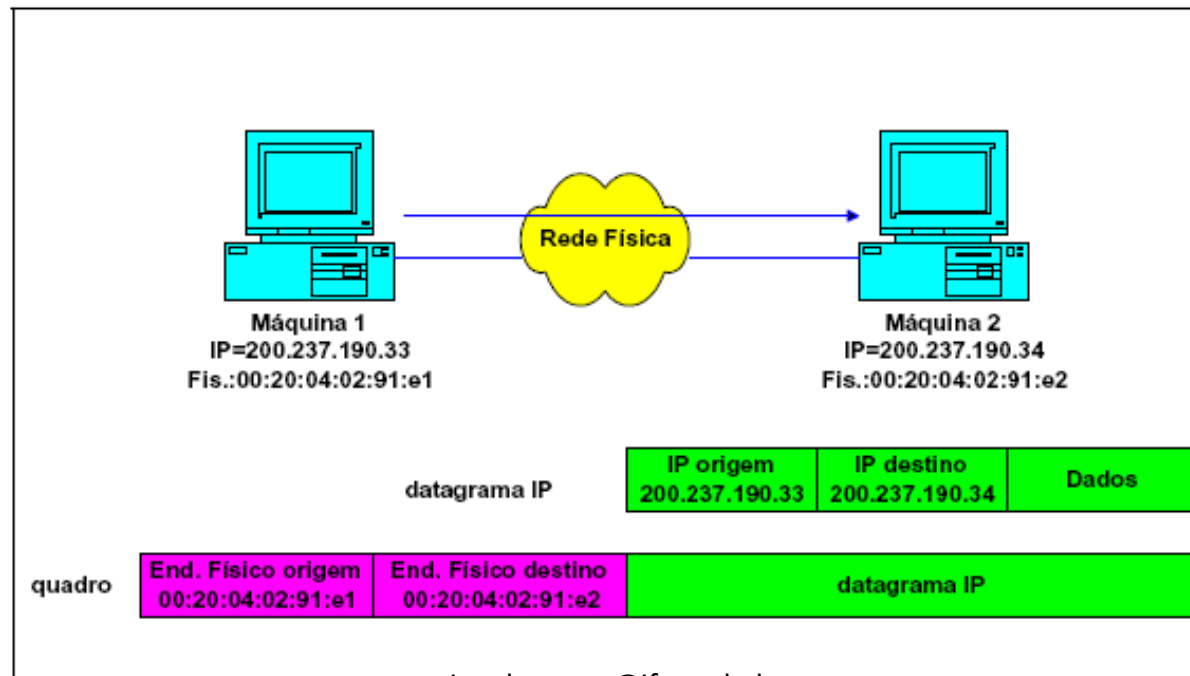 Rede Física
Máquina 1
IP=200.237.190.33
Fis.:00:20:04:02:91:e1
Máquina 2
IP=200.237.190.34
Fis.:00:20:04:02:91:e2
datagrama IP
IP origem
200.237.190.33
IP destino
200.237.190.34
Dados
quadro
End. Físico origem
00:20:04:02:91:e1
End. Físico destino
00:20:04:02:91:e2
datagrama IP